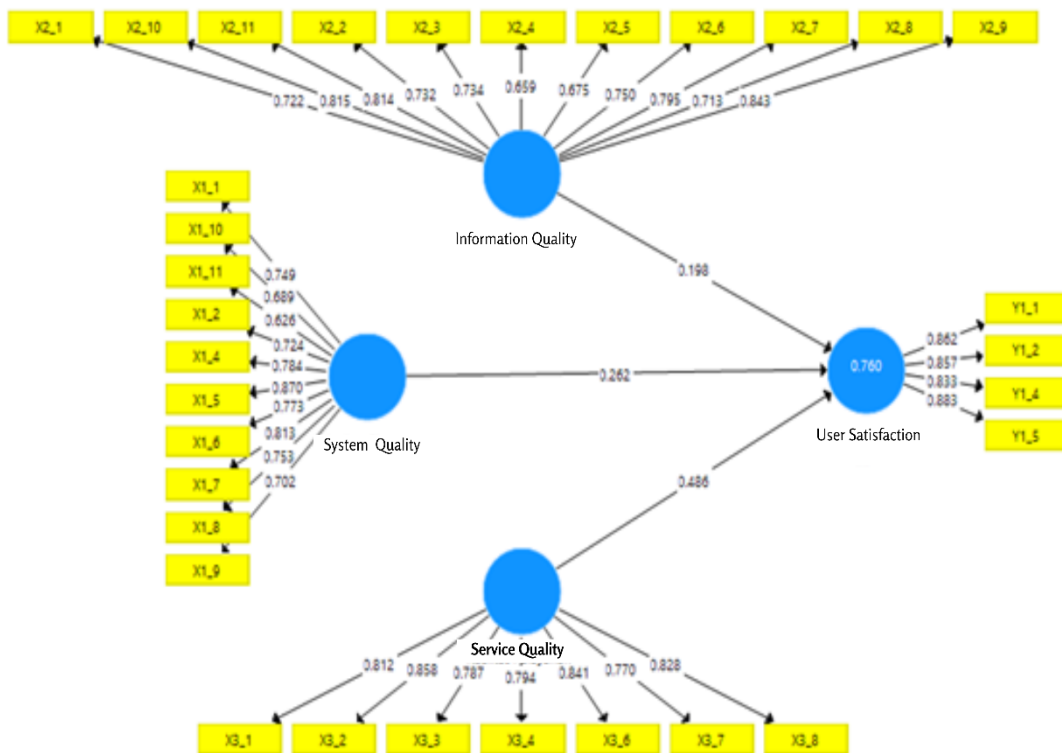 X2_1 X2_10 X2_11 X2_2 X2_3 X2_4 X2_5 X2_6 X2_7 X2_8 X2_9
0.722 0.815 0.814 0.732 0.734 0.659 0.675 0.750 0.795 0.713 0.843
Information Quality
X1_1
X1_10
X1_11
X1_2
X1_4
X1_5
X1_6
X1_7
X1_8
X1_9
0.749
0.689
0.626
0.724
0.784
0.870
0.773
0.813
0.753
0.702
System Quality
0.198
0.262
0.486
0.760
User Satisfaction
0.862
0.857
0.833
0.883
Y1_1
Y1_2
Y1_4
Y1_5
Service Quality
0.812 0.858 0.787 0.794 0.841 0.770 0.828
X3_1 X3_2 X3_3 X3_4 X3_6 X3_7 X3_8